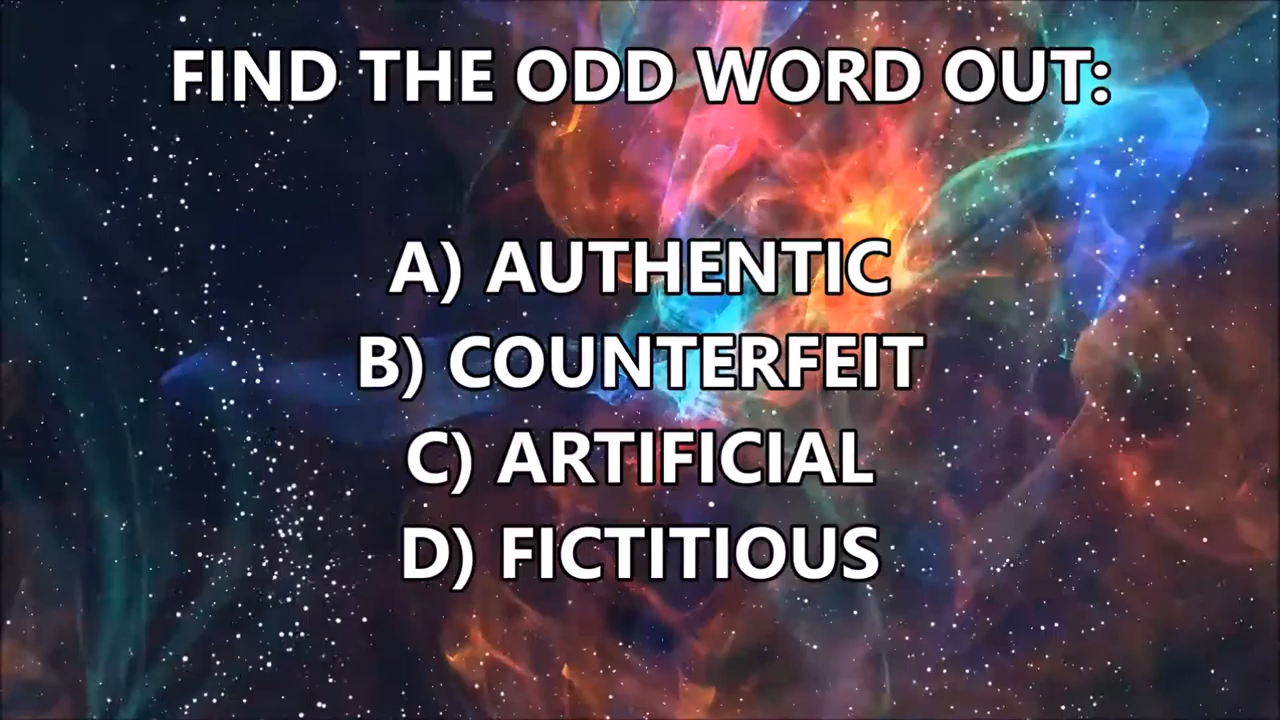 FIND THE ODD WORD OUT:
A) AUTHENTIC
B) COUNTERFEIT
C) ARTIFICIAL
D) FICTITIOUS